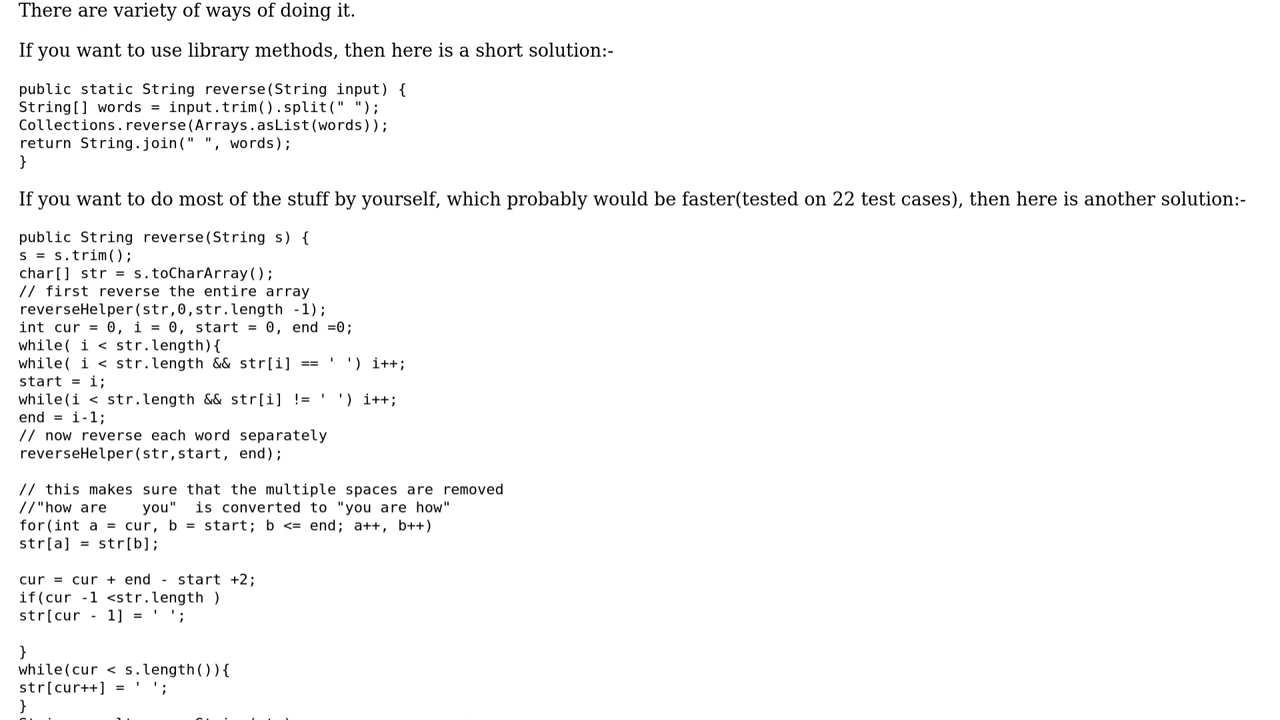 There are variety of ways of doing it.
If you want to use library methods, then here is a short solution:-
public static String reverse(String input) {
String[] words = input.trim().split(" ");
Collections.reverse(Arrays.asList(words));
return String.join(" ", words);
}
If you want to do most of the stuff by yourself, which probably would be faster(tested on 22 test cases), then here is another solution:-
public String reverse(String s) {
s = s.trim();
char[] str = s.toCharArray();
// first reverse the entire array
reverseHelper(str,0,str.length -1);
int cur = 0, i = 0, start = 0, end =0;
while( i < str.length){
while( i < str.length && str[i] == ' ') i++;
start = i;
while(i < str.length && str[i] != ' ') i++;
end = i-1;
// now reverse each word separately
reverseHelper(str,start, end);
// this makes sure that the multiple spaces are removed
//"how are    you"  is converted to "you are how"
for(int a = cur, b = start; b <= end; a++, b++)
str[a] = str[b];
cur = cur + end - start +2;
if(cur -1 <str.length )
str[cur - 1] = ' ';
}
while(cur < s.length()){
str[cur++] = ' ';
}